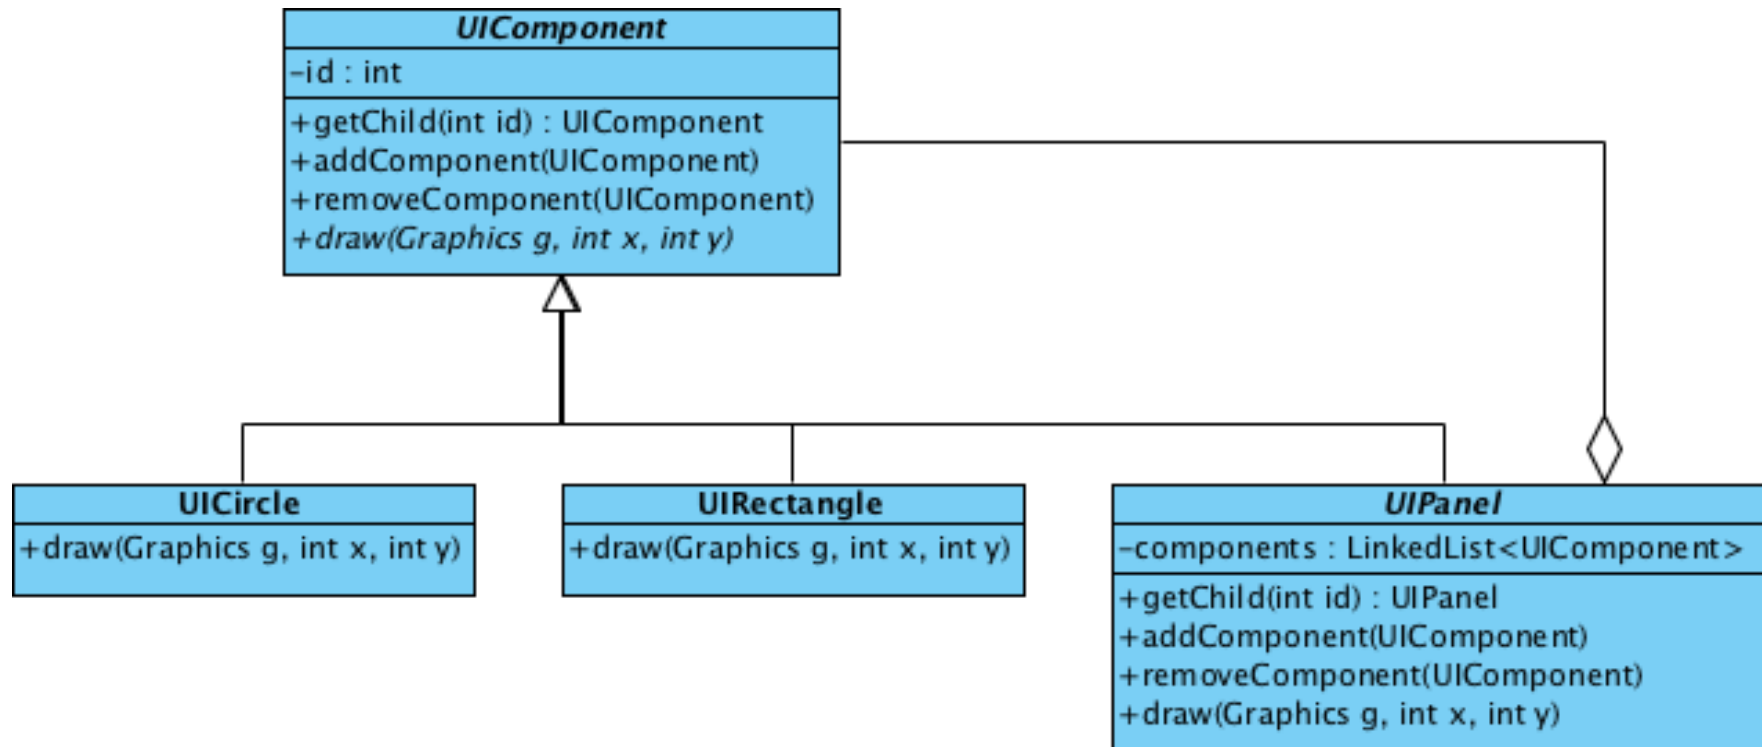 UIComponent
-id : int
+getChild(int id) : UIComponent
+addComponent(UIComponent)
+removeComponent(UIComponent)
+draw(Graphics g, int x, int y)
UICircle
+draw(Graphics g, int x, int y)
UIRectangle
+draw(Graphics g, int x, int y)
UIPanel
-components : LinkedList<UIComponent>
+getChild(int id) : UIPanel
+addComponent(UIComponent)
+removeComponent(UIComponent)
+draw(Graphics g, int x, int y)